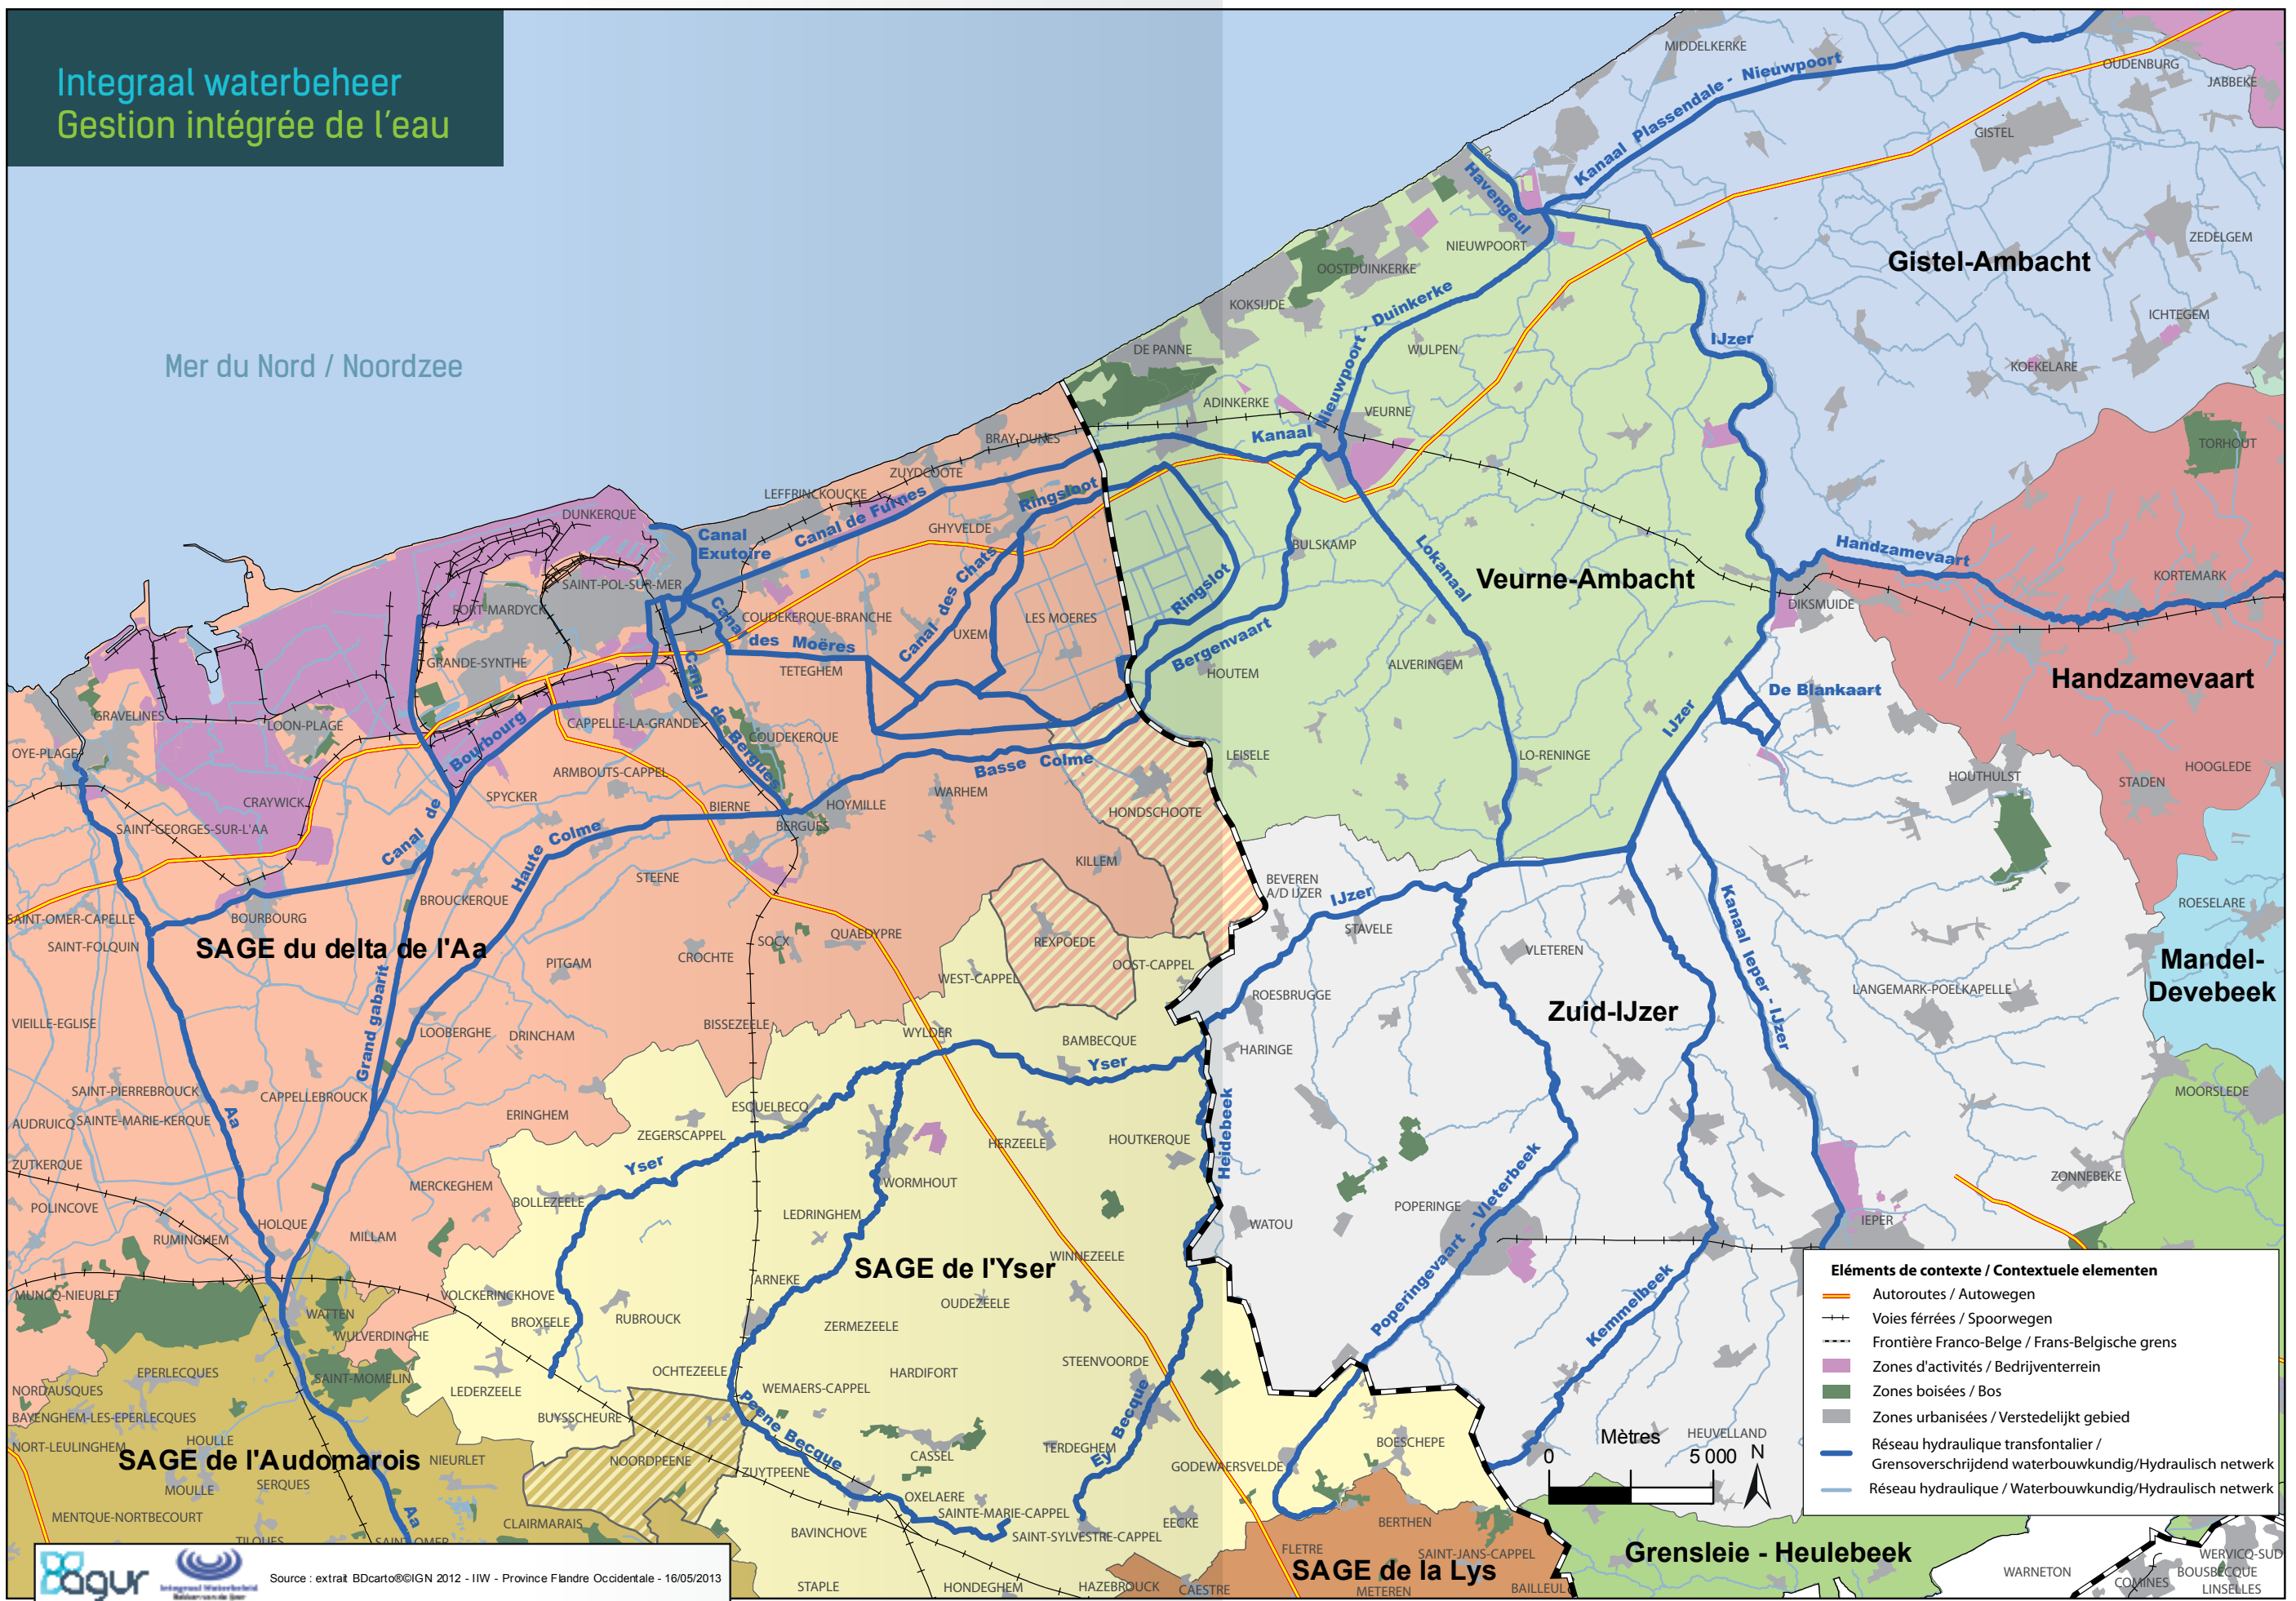 Integraal waterbeheer
Gestion intégrée de l'eau
Mer du Nord / Noordzee
MIDDELKERKE
OUDENBURG
JABBEKE
Kanaal Plassendale - Nieuwpoort
GISTEL
Havengeul
NIEUWPOORT
ZEDELGEM
Gistel-Ambacht
OOSTDUINKERKE
KOKSIJDE
ICHTEGEM
IJzer
DE PANNE
WULPEN
KOEKELARE
Nieuwpoort - Duinkerke
ADINKERKE
VEURNE
Kanaal
TORHOUT
BRAY-DUNES
ZUYDCOOTE
LEFFRINCKOUCKE
Canal de Furnes
Ringsloot
GHYVELDE
DUNKERQUE
Canal
Exutoire
BULSKAMP
Lokanaal
Handzamevaart
Veurne-Ambacht
KORTEMARK
SAINT-POL-SUR-MER
FORT-MARDYCK
COUDEKERQUE-BRANCHE
Canal des Chats
LES MOERES
Ringslot
DIKSMUIDE
UXEM
Canal des Moëres
Bergenvaart
GRANDE-SYNTHE
TETEGHEM
HOUTEM
ALVERINGEM
Handzamevaart
De Blankaart
GRAVELINES
LOON-PLAGE
CAPPELLE-LA-GRANDE
Canal de Bergues
COUDEKERQUE
IJzer
OYE-PLAGE
Canal de Bourbourg
ARMBOUTS-CAPPEL
Basse Colme
LEISELE
LO-RENINGE
HOUTHULST
HOOGLEDE
STADEN
CRAYWICK
SPYCKER
BIERNE
HOYMILLE
WARHEM
HONDSCHOOTE
SAINT-GEORGES-SUR-L'AA
BERGUES
Haute Colme
KILLEM
STEENE
BEVEREN
A/D IJZER
BROUCKERQUE
IJzer
Kanaal Ieper - IJzer
ROESELARE
SAINT-OMER-CAPELLE
BOURBOURG
SAINT-FOLQUIN
SAGE du delta de l'Aa
SOCX
QUAEDYPRE
REXPOEDE
STAVELE
VLETEREN
CROCHTE
PITGAM
OOST-CAPPEL
WEST-CAPPEL
Mandel-
Devebeek
LANGEMARK-POELKAPELLE
ROESBRUGGE
Zuid-IJzer
Grand gabarit
VIEILLE-EGLISE
LOOBERGHE
DRINCHAM
BISSEZEELE
WYLDER
BAMBECQUE
HARINGE
Yser
SAINT-PIERREBROUCK
CAPPELLEBROUCK
MOORSLEDE
AUDRUICQ
SAINTE-MARIE-KERQUE
Aa
ERINGHEM
ESQUELBECQ
ZEGERSCAPPEL
HERZEELE
HOUTKERQUE
Heidebeek
ZUTKERQUE
Yser
MERCKEGHEM
WORMHOUT
POPERINGE
ZONNEBEKE
POLINCOVE
BOLLEZEELE
LEDRINGHEM
WATOU
IEPER
HOLQUE
RUMINGHEM
MILLAM
WINNEZEELE
SAGE de l'Yser
ARNEKE
Poperingevaart - Vleterbeek
Kemmelbeek
MUNCQ-NIEURLET
WATTEN
VOLCKERINCKHOVE
OUDEZEELE
BROXEELE
RUBROUCK
ZERMEZEELE
WULVERDINGHE
EPERLECQUES
SAINT-MOMELIN
OCHTEZEELE
HARDIFORT
STEENVOORDE
NORDAUSQUES
LEDERZEELE
WEMAERS-CAPPEL
BAYENGHEM-LES-EPERLECQUES
BUYSSCHEURE
Peene Becque
Ey Becque
HOULLE
NORT-LEULINGHEM
SAGE de l'Audomarois
NIEURLET
NOORDPEENE
CASSEL
TERDEGHEM
BOESCHEPE
HEUVELLAND
GODEWAERSVELDE
SERQUES
MOULLE
ZUYTPEENE
OXELAERE
SAINTE-MARIE-CAPPEL
MENTQUE-NORTBECOURT
Aa
CLAIRMARAIS
BAVINCHOVE
SAINT-SYLVESTRE-CAPPEL
EECKE
BERTHEN
TILQUES
SAINT-OMER
FLETRE
SAINT-JANS-CAPPEL
Grensleie - Heulebeek
SAGE de la Lys
STAPLE
HONDEGHEM
HAZEBROUCK
CAESTRE
METEREN
BAILLEUL
WARNETON
COMINES
WERVICQ-SUD
BOUSBECQUE
LINSELLES
Mètres
0
5 000
N
Eléments de contexte / Contextuele elementen
Autoroutes / Autowegen
Voies férrées / Spoorwegen
Frontière Franco-Belge / Frans-Belgische grens
Zones d'activités / Bedrijventerrein
Zones boisées / Bos
Zones urbanisées / Verstedelijkt gebied
Réseau hydraulique transfontalier /
Grensoverschrijdend waterbouwkundig/Hydraulisch netwerk
Réseau hydraulique / Waterbouwkundig/Hydraulisch netwerk
agur
Integraal Waterbeleid
Source : extrait BDcarto®©IGN 2012 - IIW - Province Flandre Occidentale - 16/05/2013